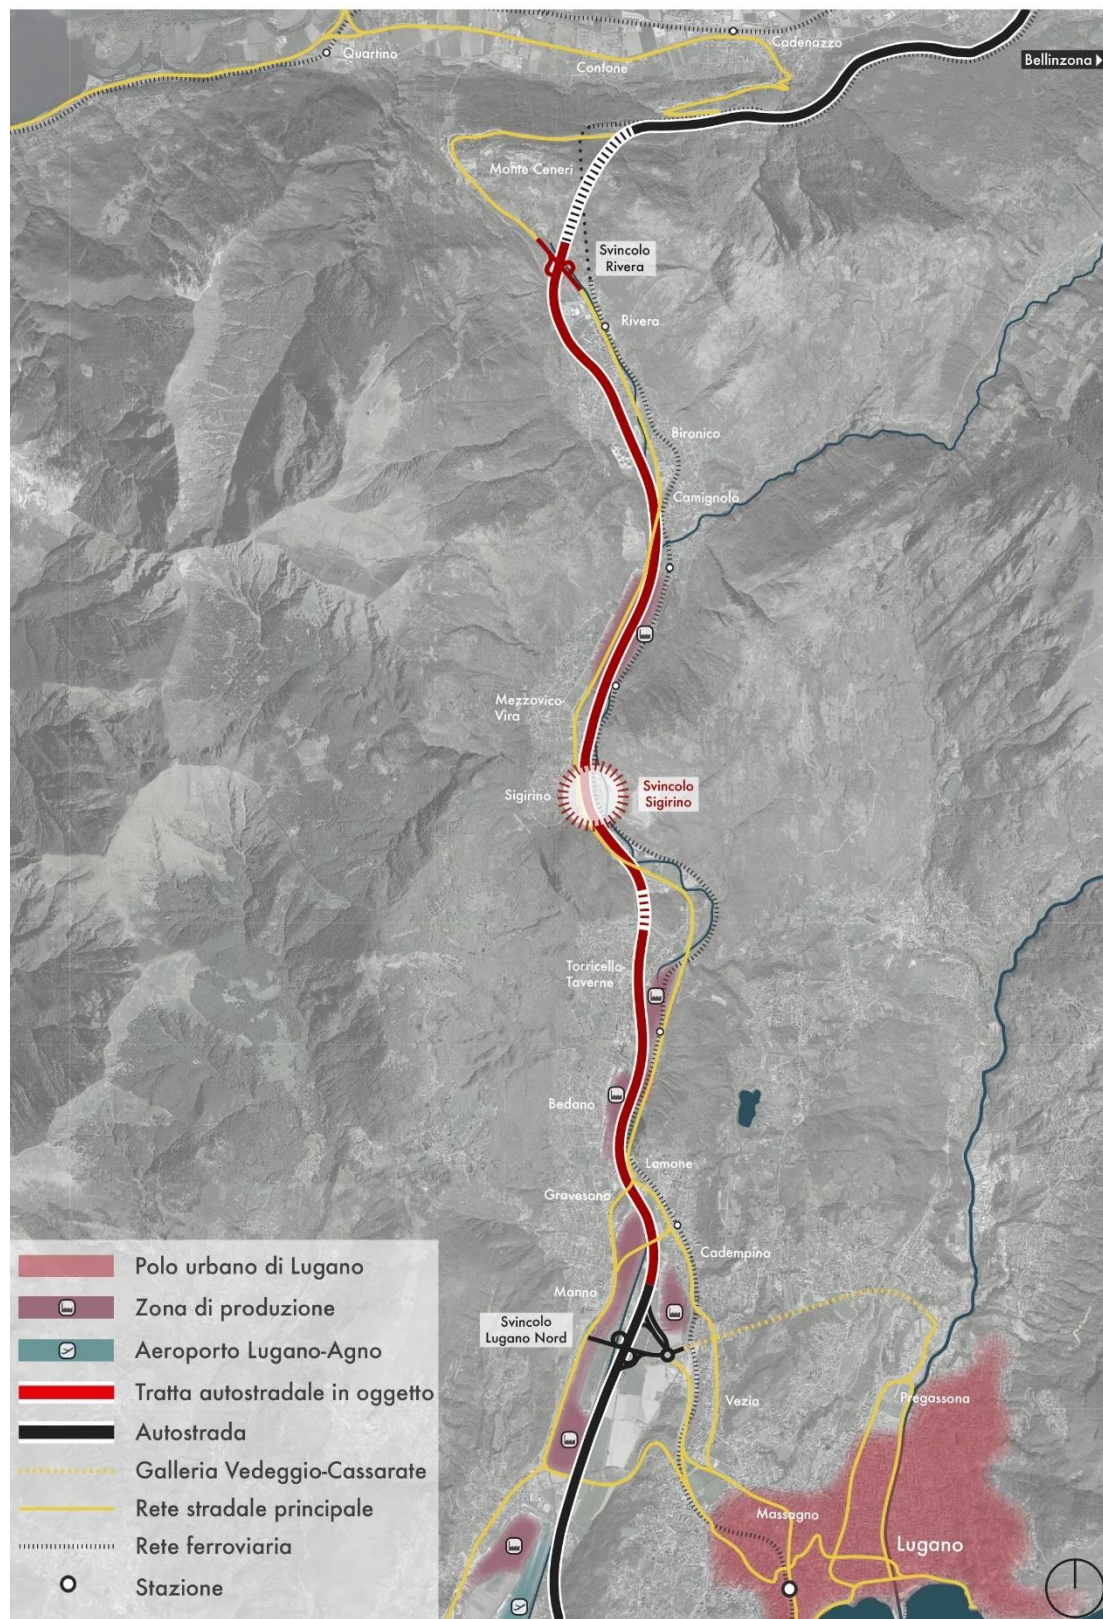 Quartino
Cadenazzo
Contone
Bellinzona
Monte Ceneri
Svincolo
Rivera
Rivera
Bironico
Camignolo
Mezzovico-
Vira
Sigirino
Svincolo
Sigirino
Torricella-
Taverne
Bedano
Lamone
Gravesano
Cadempino
Manno
Svincolo
Lugano Nord
Vezia
Pregassona
Massagno
Lugano
Polo urbano di Lugano
Zona di produzione
Aeroporto Lugano-Agno
Tratta autostradale in oggetto
Autostrada
Galleria Vedeggio-Cassarate
Rete stradale principale
Rete ferroviaria
Stazione